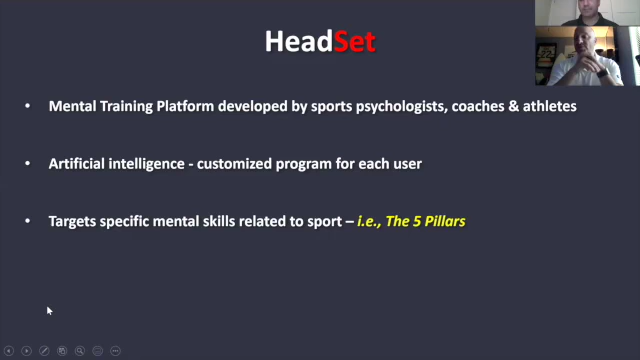 HeadSet
• Mental Training Platform developed by sports psychologists, coaches & athletes
• Artificial intelligence - customized program for each user
• Targets specific mental skills related to sport – i.e., The 5 Pillars